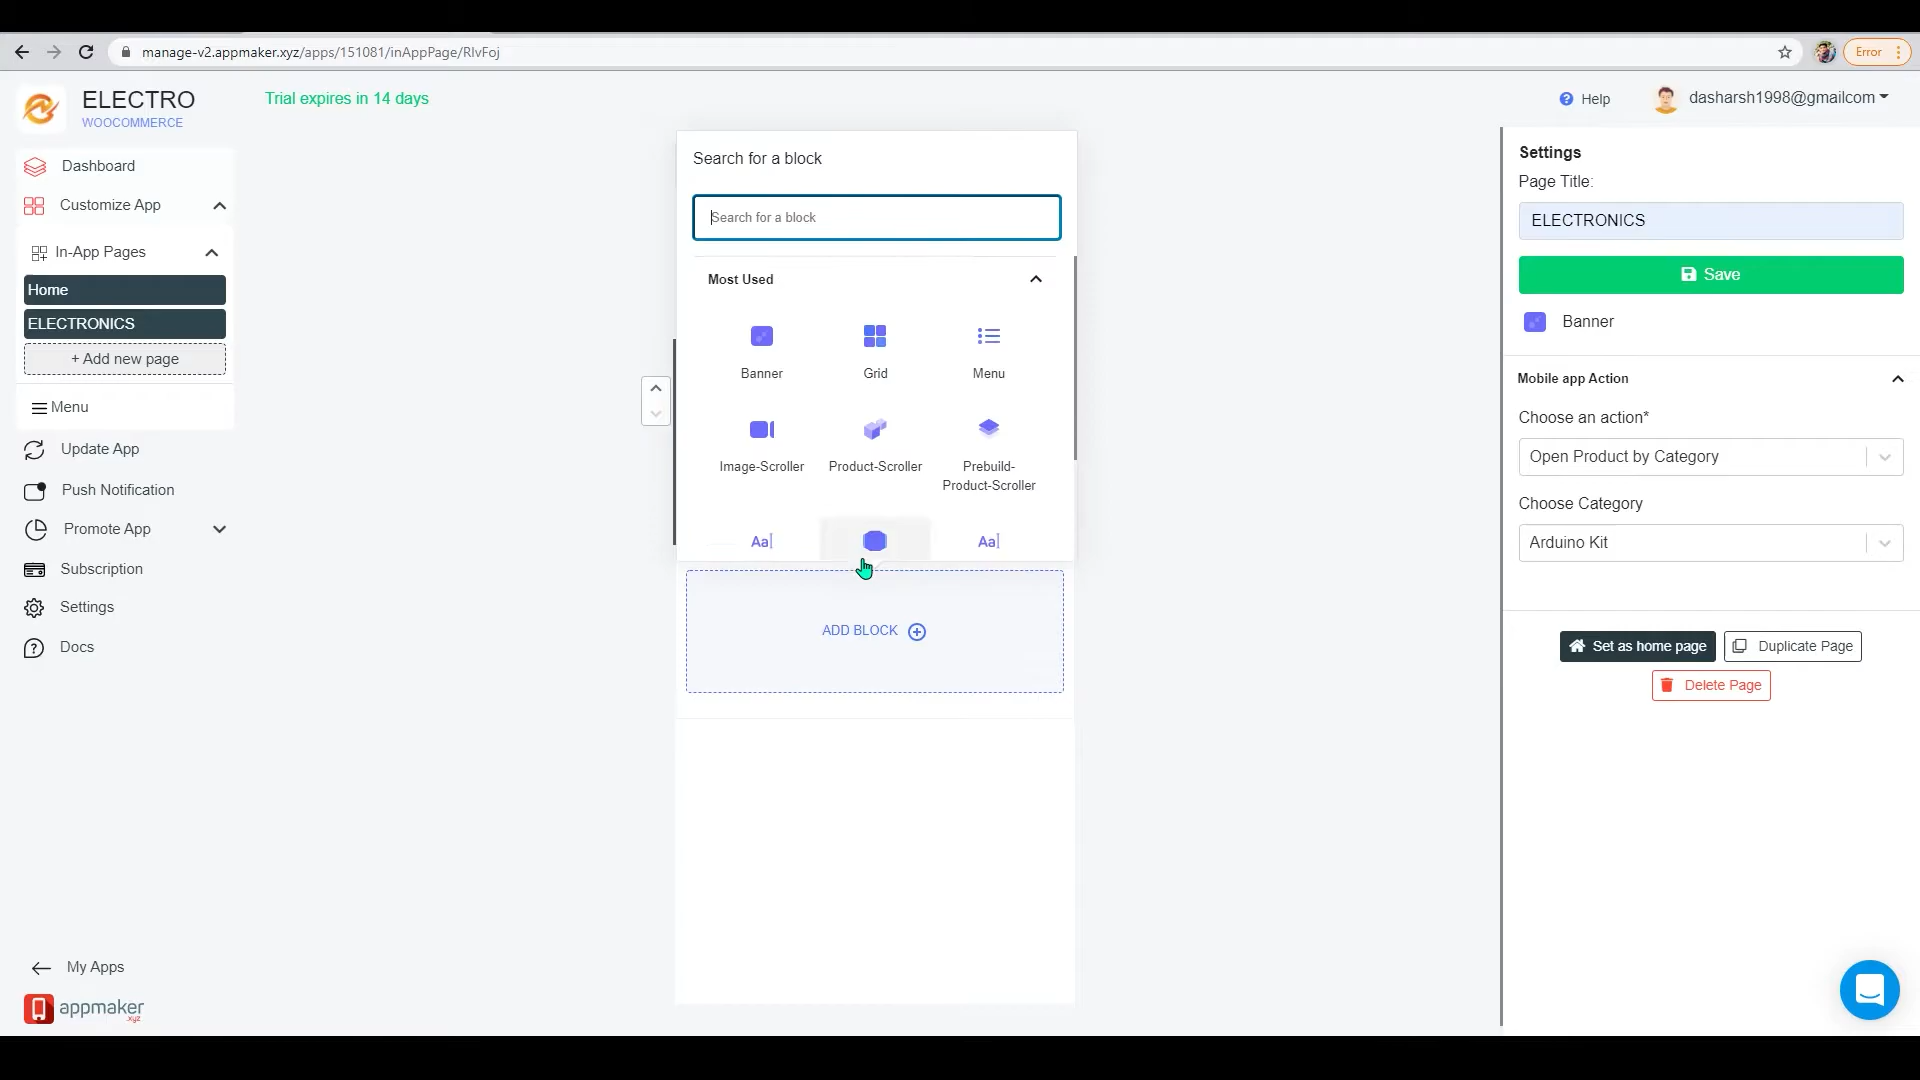 manage-v2.appmaker.xyz/apps/151081/inAppPage/RIvFoj
Error
ELECTRO
WOOCOMMERCE
Trial expires in 14 days
Help
dasharsh1998@gmailcom
Dashboard
Customize App
In-App Pages
Home
ELECTRONICS
+ Add new page
Menu
Update App
Push Notification
Promote App
Subscription
Settings
Docs
My Apps
appmaker
.xyz
Search for a block
Search for a block
Most Used
Banner
Grid
Menu
Image-Scroller
Product-Scroller
Prebuild-
Product-Scroller
Aa
Aa
ADD BLOCK
Settings
Page Title:
ELECTRONICS
Save
Banner
Mobile app Action
Choose an action*
Open Product by Category
Choose Category
Arduino Kit
Set as home page
Duplicate Page
Delete Page